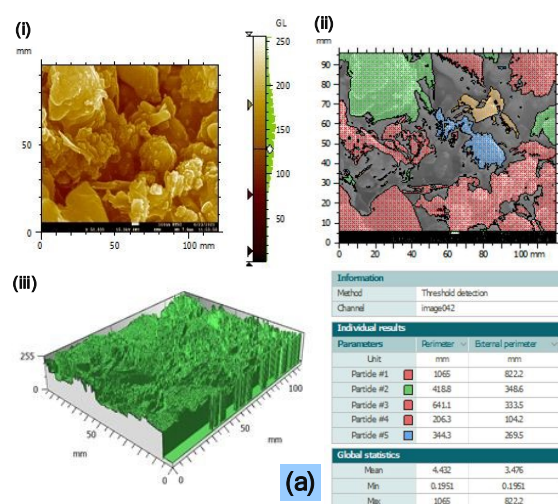 (i)
mm
GL
50
0
0 50 100 mm
250
200
150
100
50
(ii)
mm
90
80
70
60
50
40
30
20
10
0
0 20 40 60 80 100 mm
(iii)
255
0
0
50
mm
0
50
mm
100
(a)
Information
Method Threshold detection
Channel image042
Individual results
Parameters Perimeter External perimeter
Unit mm mm
Particle #1 1065 822.2
Particle #2 418.8 348.6
Particle #3 641.1 333.5
Particle #4 206.3 104.2
Particle #5 344.3 269.5
Global statistics
Mean 4.432 3.476
Min 0.1951 0.1951
Max 1065 822.2